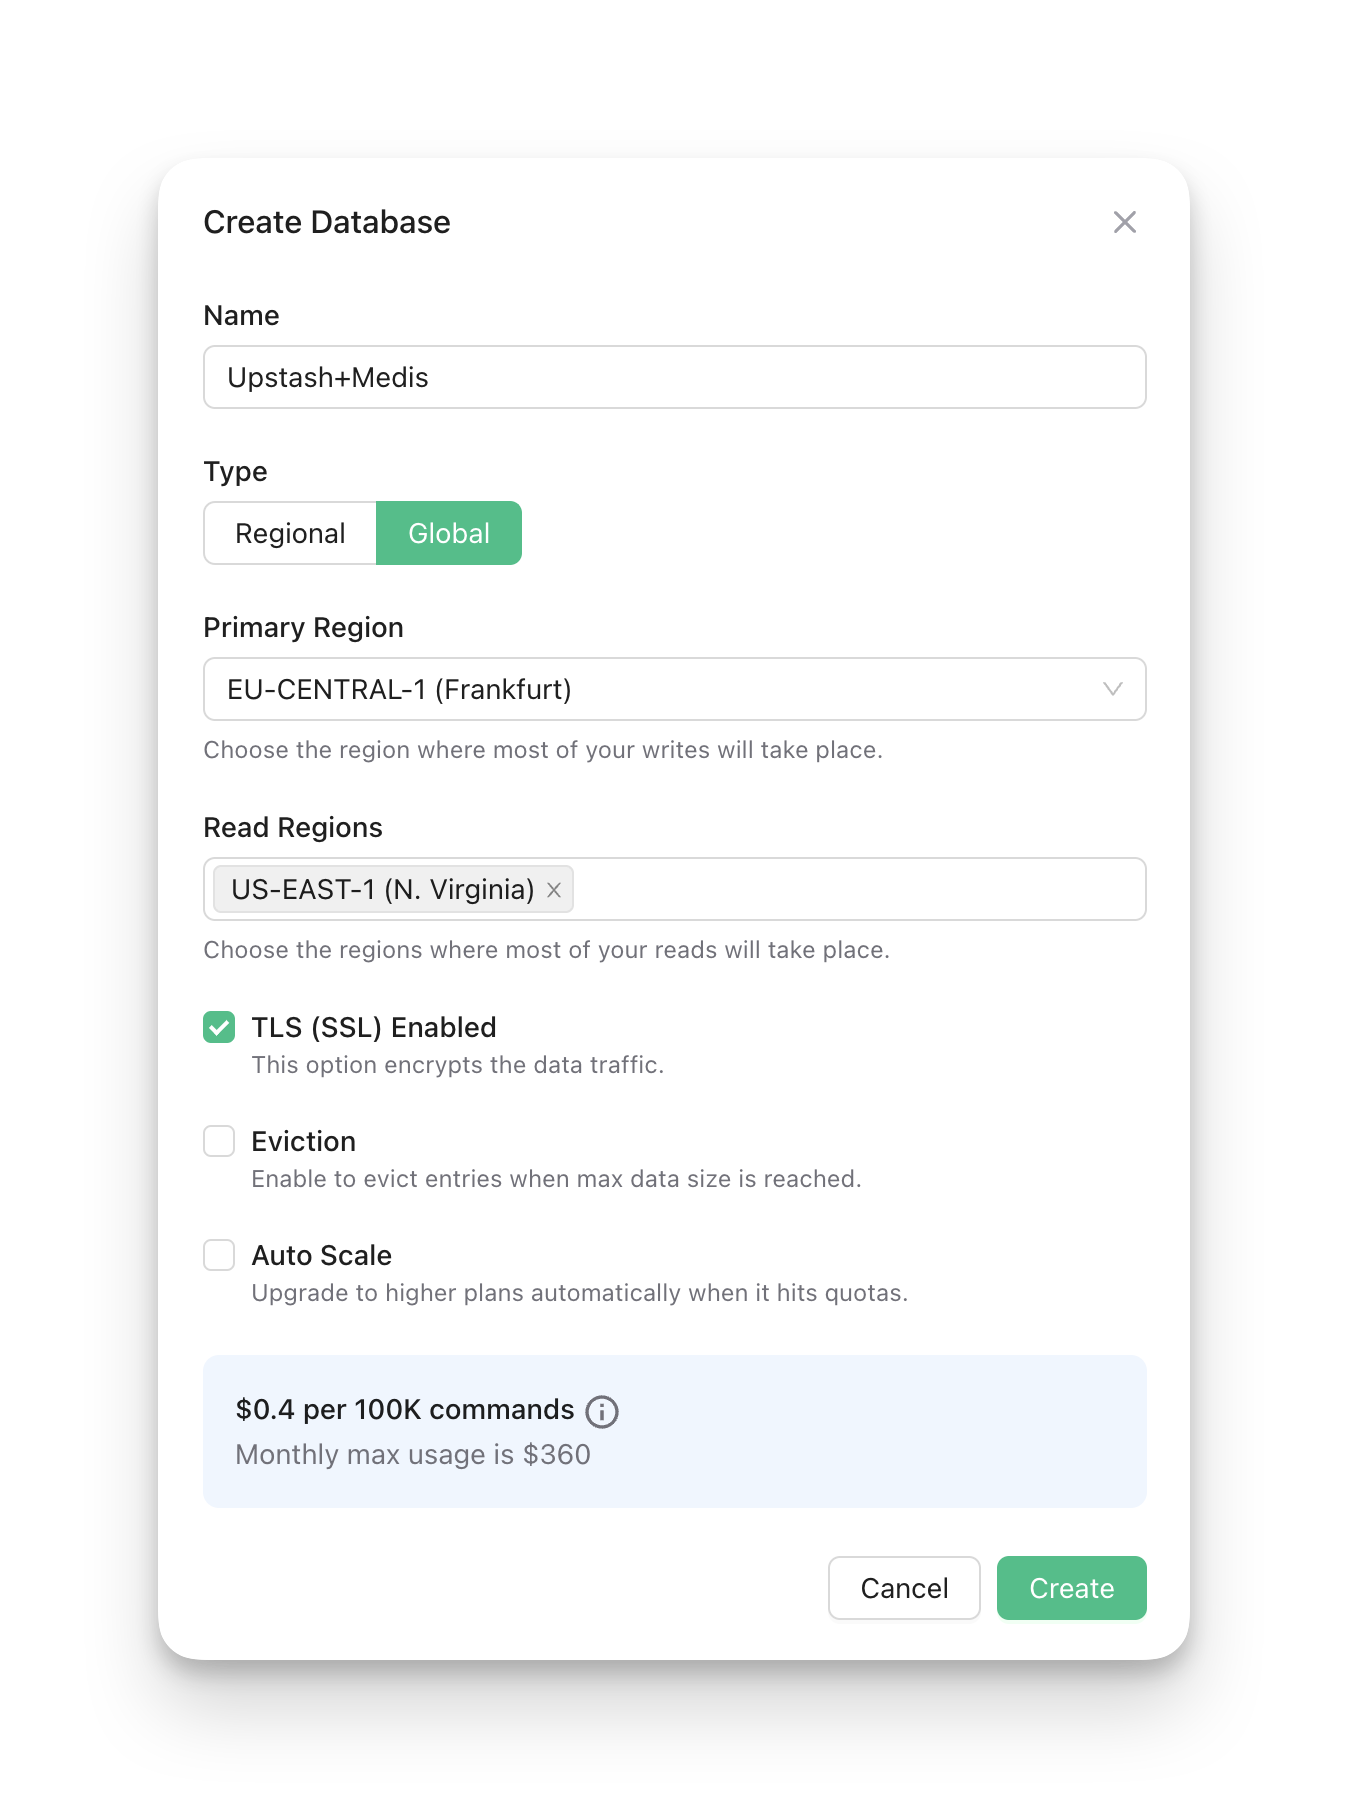 Create Database
Name
Upstash+Medis
Type
Regional Global
Primary Region
EU-CENTRAL-1 (Frankfurt)
Choose the region where most of your writes will take place.
Read Regions
US-EAST-1 (N. Virginia)
Choose the regions where most of your reads will take place.
TLS (SSL) Enabled
This option encrypts the data traffic.
Eviction
Enable to evict entries when max data size is reached.
Auto Scale
Upgrade to higher plans automatically when it hits quotas.
$0.4 per 100K commands
Monthly max usage is $360
Cancel Create